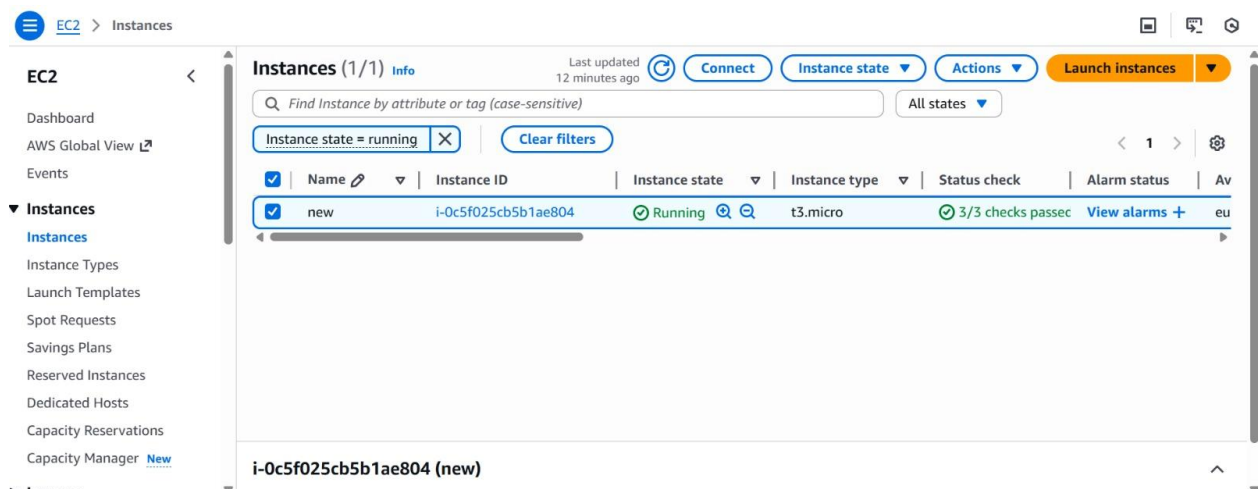 EC2 > Instances
EC2
Dashboard
AWS Global View
Events
Instances
Instances
Instance Types
Launch Templates
Spot Requests
Savings Plans
Reserved Instances
Dedicated Hosts
Capacity Reservations
Capacity Manager New
Instances (1/1) Info
Last updated
12 minutes ago
Connect
Instance state
Actions
Launch instances
Find Instance by attribute or tag (case-sensitive)
All states
Instance state = running
Clear filters
1
Name Instance ID Instance state Instance type Status check Alarm status Av
new i-0c5f025cb5b1ae804 Running t3.micro 3/3 checks passec View alarms + eu
i-0c5f025cb5b1ae804 (new)